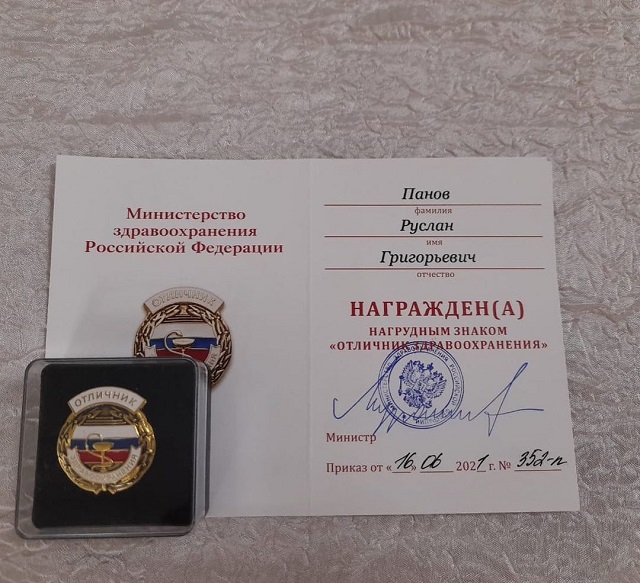 Министерство
здравоохранения
Российской Федерации
ОТЛИЧНИК
ОТЛИЧНИК
ЗДРАВООХРАНЕНИЯ
Панов
фамилия
Руслан
имя
Григорьевич
отчество
НАГРАЖДЕН(А)
НАГРУДНЫМ ЗНАКОМ
«ОТЛИЧНИК ЗДРАВООХРАНЕНИЯ»
Министр
Приказ от «16» 06 2021 г. № 352-п